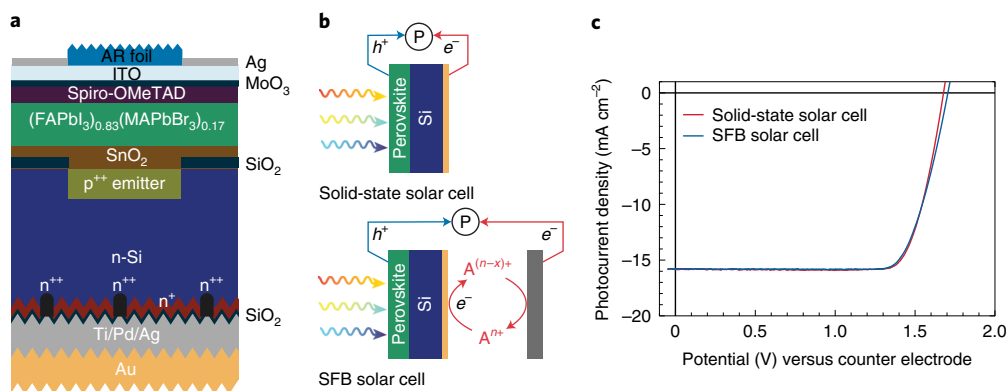 a
AR foil
Ag
ITO
MoO₃
Spiro-OMeTAD
(FAPbI₃)₀.₈₃(MAPbBr₃)₀.₁₇
SnO₂
SiO₂
p⁺⁺ emitter
n-Si
n⁺⁺ n⁺⁺ n⁺ n⁺⁺
SiO₂
Ti/Pd/Ag
Au
b
P
h⁺ e⁻
Perovskite
Si
Solid-state solar cell
P
h⁺ e⁻
Perovskite
Si
A⁽ⁿ⁻ˣ⁾⁺
e⁻
Aⁿ⁺
SFB solar cell
c
Photocurrent density (mA cm⁻²)
0
−5
−10
−15
−20
Solid-state solar cell
SFB solar cell
0 0.5 1.0 1.5 2.0
Potential (V) versus counter electrode